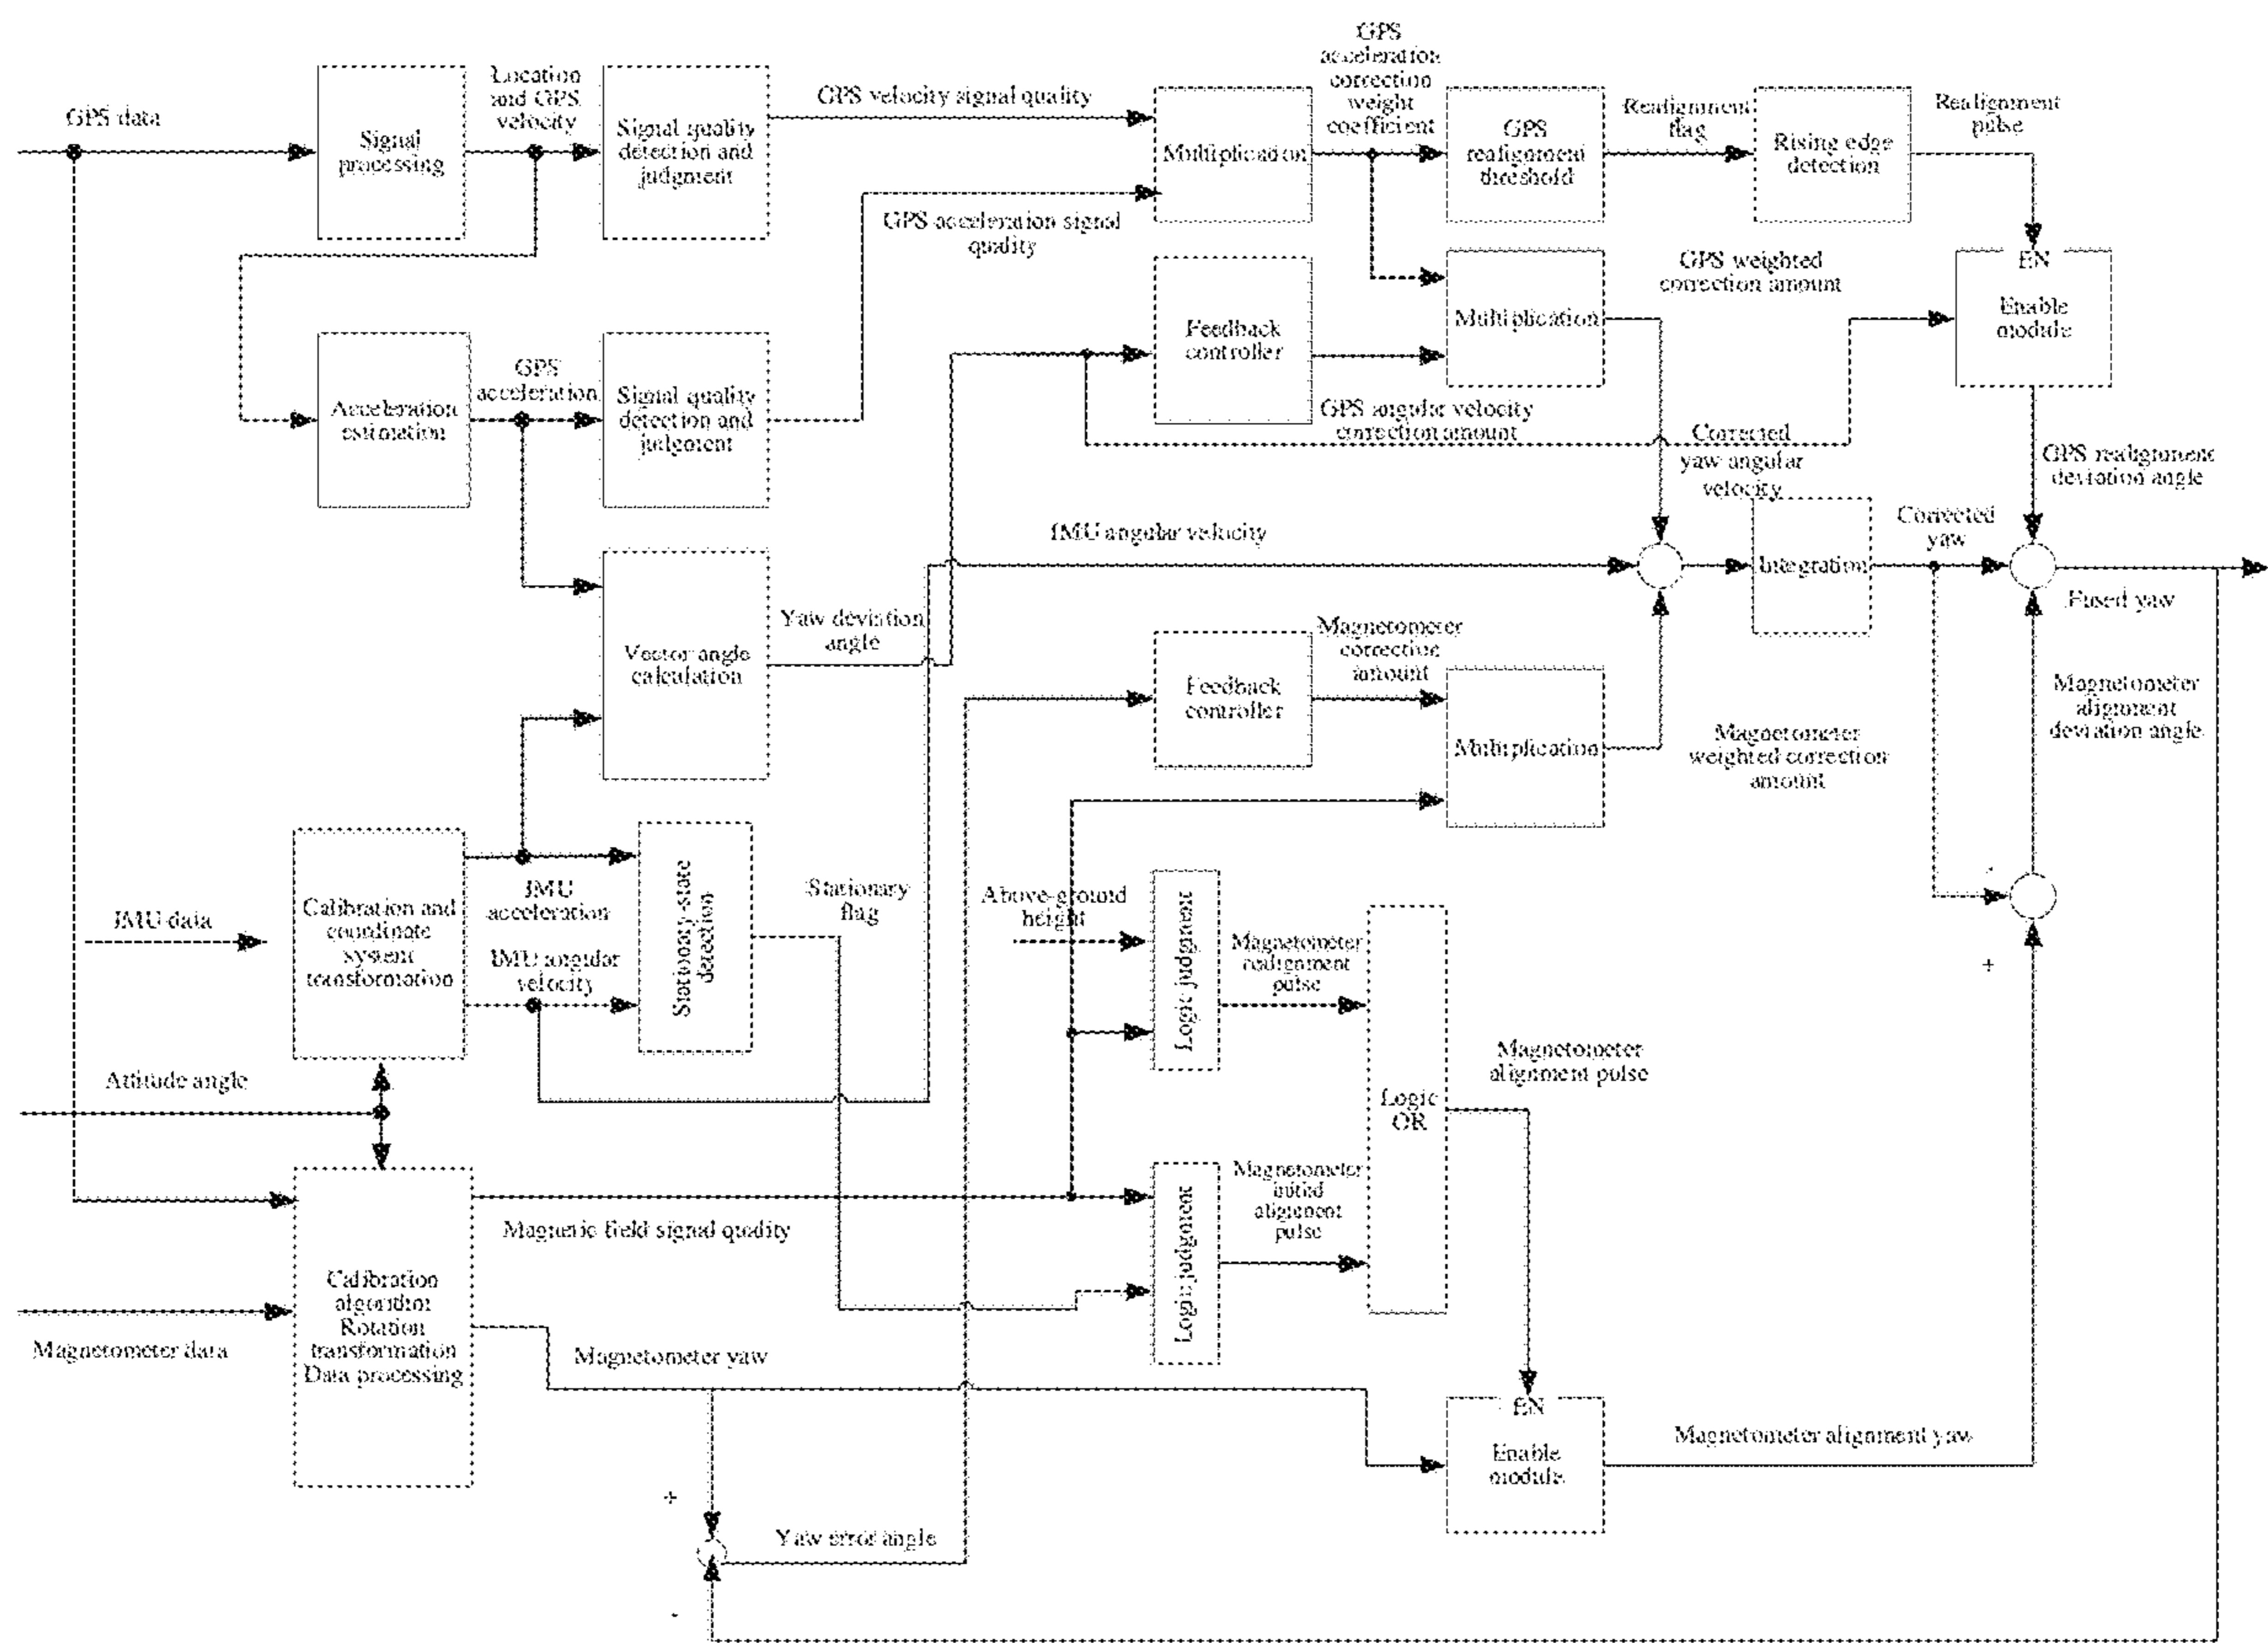 GPS data
Signal
processing
Location
and GPS
velocity
Signal quality
detection and
judgment
GPS velocity signal quality
GPS acceleration signal
quality
Multiplication
GPS
acceleration
correction
weight
coefficient
GPS
realignment
threshold
Realignment
flag
Rising edge
detection
Realignment
pulse
EN
Enable
module
Acceleration
estimation
GPS
acceleration
Signal quality
detection and
judgment
Feedback
controller
Multiplication
GPS weighted
correction amount
GPS angular velocity
correction amount
Corrected
yaw angular
velocity
GPS realignment
deviation angle
IMU angular velocity
Integration
Corrected
yaw
Fused yaw
Vector angle
calculation
Yaw deviation
angle
Feedback
controller
Magnetometer
correction
amount
Multiplication
Magnetometer
weighted correction
amount
Magnetometer
alignment
deviation angle
-
+
IMU data
Calibration and
coordinate
system
transformation
IMU
acceleration
IMU angular
velocity
Stationary-state
detection
Stationary
flag
Above-ground
height
Logic judgment
Magnetometer
realignment
pulse
Logic
OR
Magnetometer
alignment pulse
Attitude angle
Magnetic field signal quality
Logic judgment
Magnetometer
initial
alignment
pulse
Magnetometer data
Calibration
algorithm
Rotation
transformation
Data processing
Magnetometer yaw
EN
Enable
module
Magnetometer alignment yaw
+
Yaw error angle
-